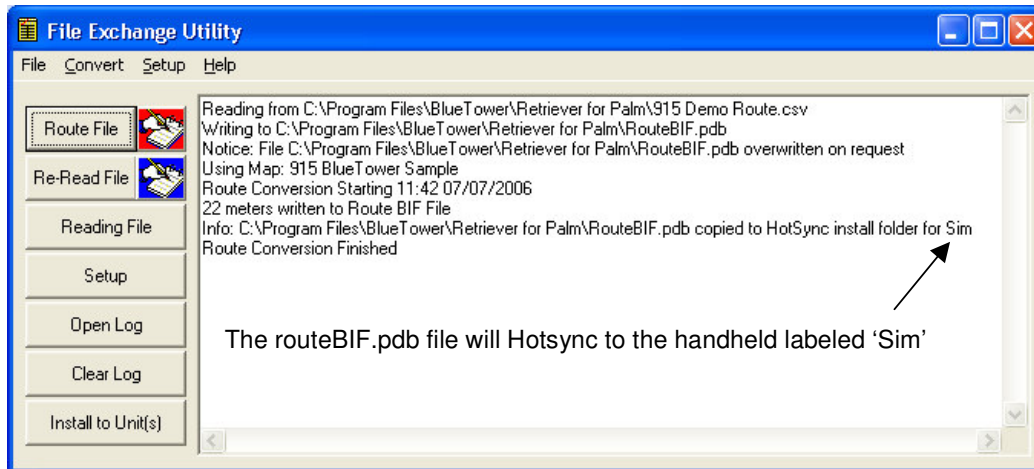 File Exchange Utility
File Convert Setup Help
Route File
Re-Read File
Reading File
Setup
Open Log
Clear Log
Install to Unit(s)
Reading from C:\Program Files\BlueTower\Retriever for Palm\915 Demo Route.csv
Writing to C:\Program Files\BlueTower\Retriever for Palm\RouteBIF.pdb
Notice: File C:\Program Files\BlueTower\Retriever for Palm\RouteBIF.pdb overwritten on request
Using Map: 915 BlueTower Sample
Route Conversion Starting 11:42 07/07/2006
22 meters written to Route BIF File
Info: C:\Program Files\BlueTower\Retriever for Palm\RouteBIF.pdb copied to HotSync install folder for Sim
Route Conversion Finished
The routeBIF.pdb file will Hotsync to the handheld labeled ‘Sim’